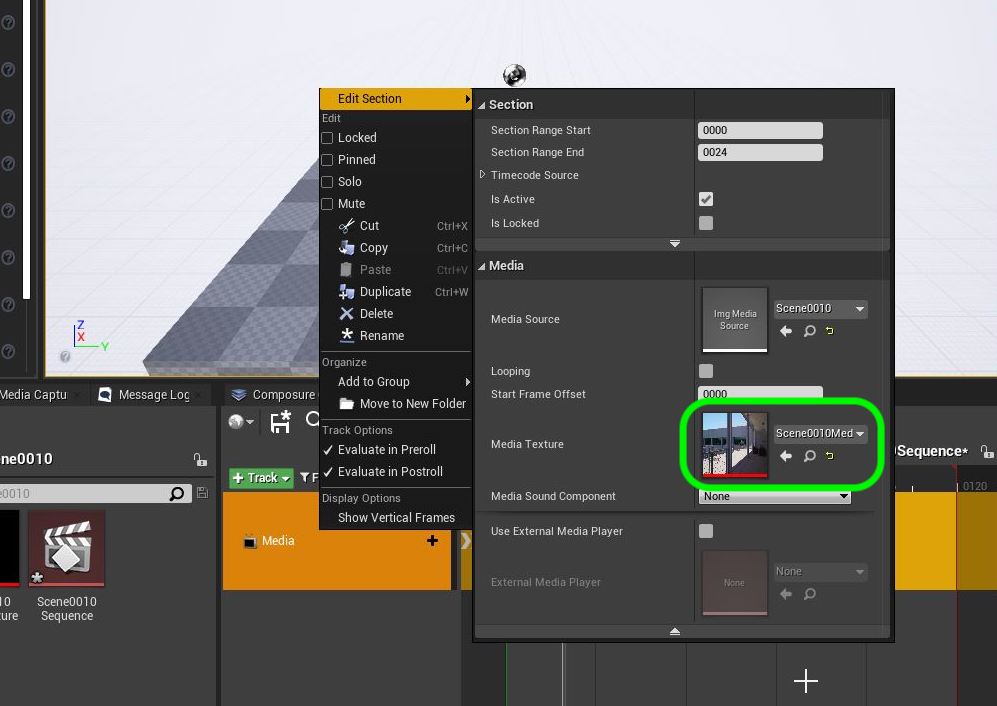 Edit Section
Edit
Locked
Pinned
Solo
Mute
Cut Ctrl+X
Copy Ctrl+C
Paste Ctrl+V
Duplicate Ctrl+W
Delete
Rename
Organize
Add to Group
Move to New Folder
Track Options
Evaluate in Preroll
Evaluate in Postroll
Display Options
Show Vertical Frames
Section
Section Range Start 0000
Section Range End 0024
Timecode Source
Is Active
Is Locked
Media
Media Source
Img Media
Source
Scene0010
Looping
Start Frame Offset 0000
Media Texture Scene0010Med
Media Sound Component None
Use External Media Player
External Media Player None None
Z
X
Y
Media Captu
Message Log
Composure
ne0010
0010
Track
F
Sequence*
0120
Media
10
ure
Scene0010
Sequence